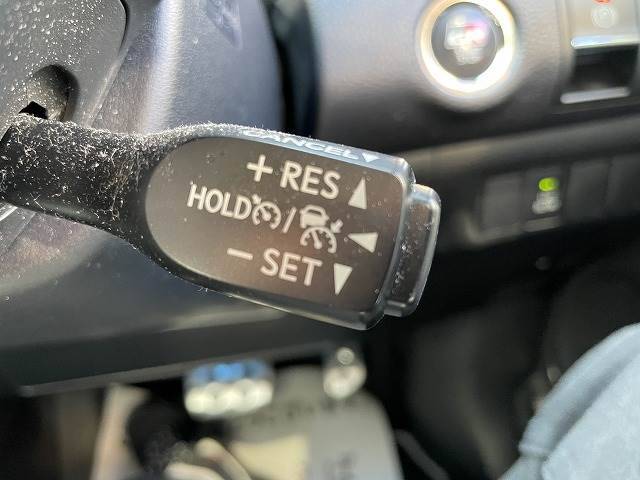 CANCEL
+ RES
HOLD /
− SET